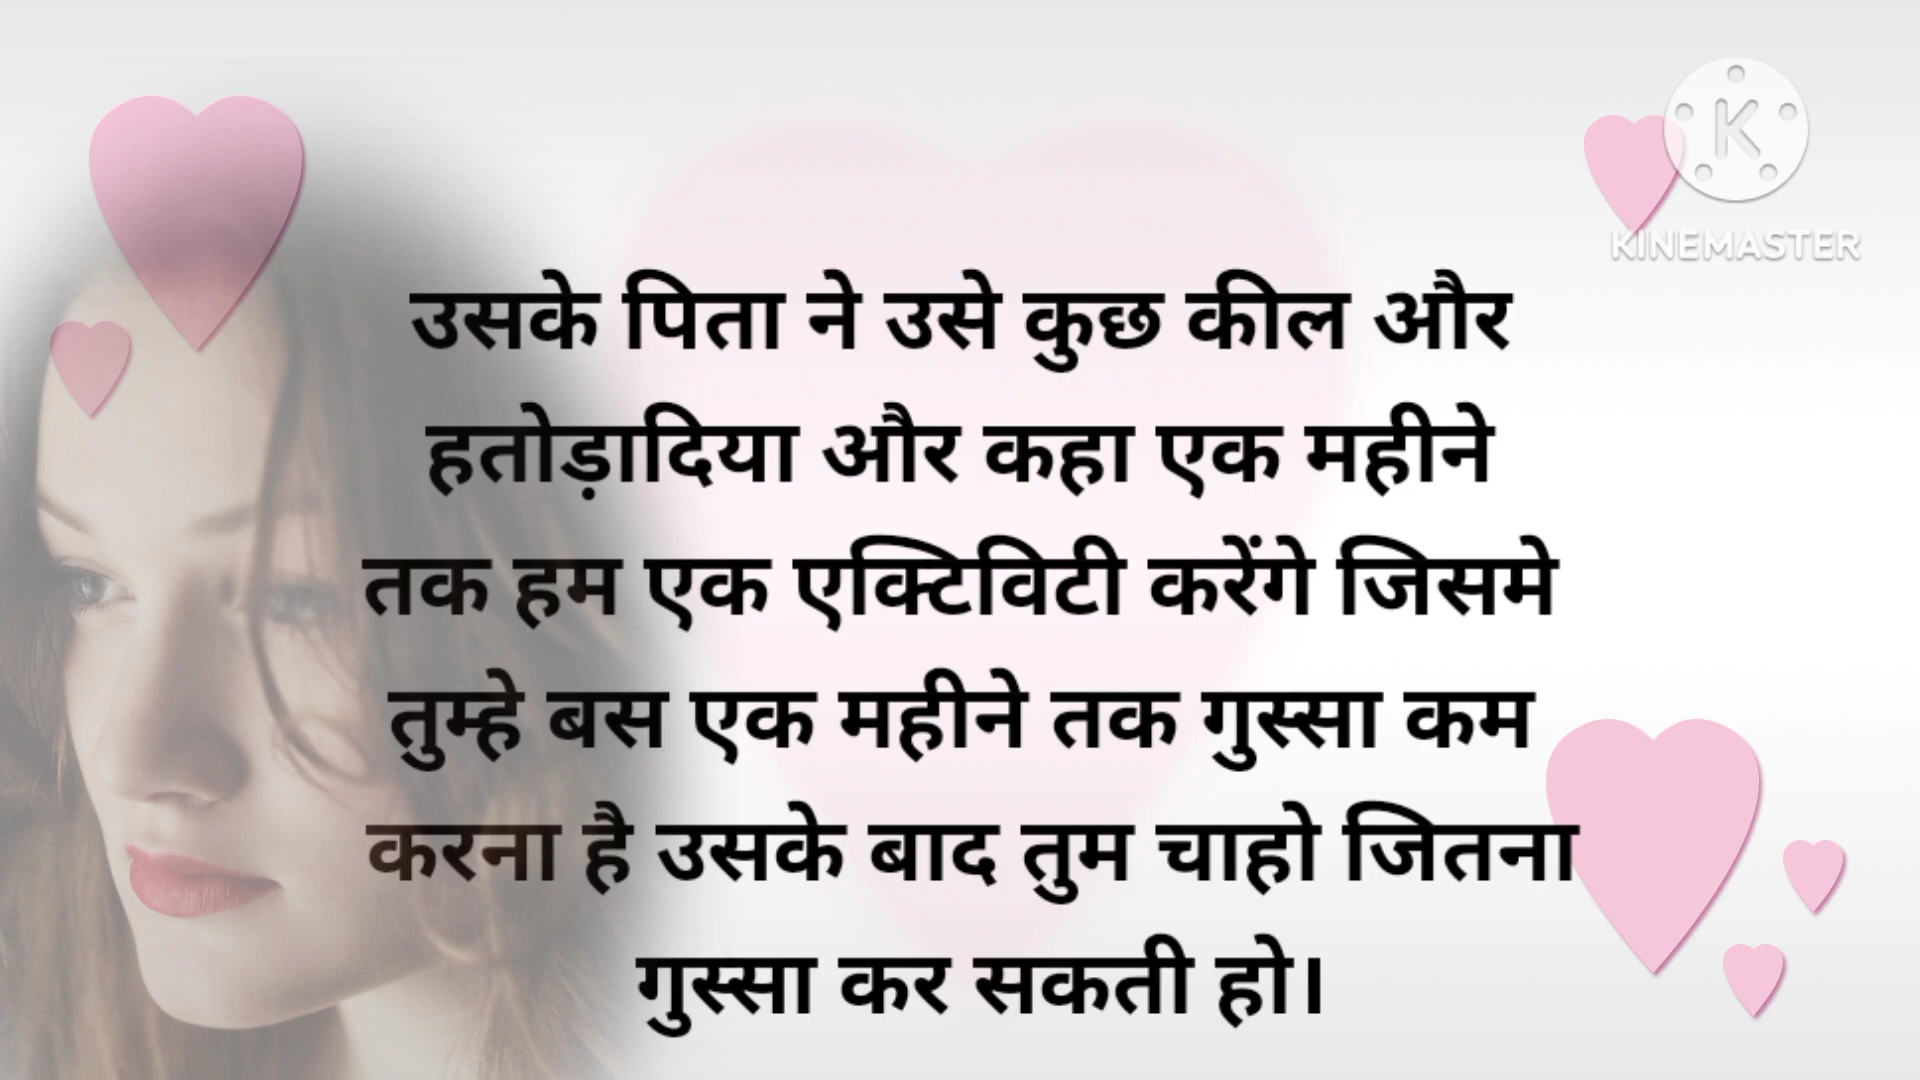 K
KINEMASTER
उसके पिता ने उसे कुछ कील और
हतोड़ादिया और कहा एक महीने
तक हम एक एक्टिविटी करेंगे जिसमे
तुम्हे बस एक महीने तक गुस्सा कम
करना है उसके बाद तुम चाहो जितना
गुस्सा कर सकती हो।